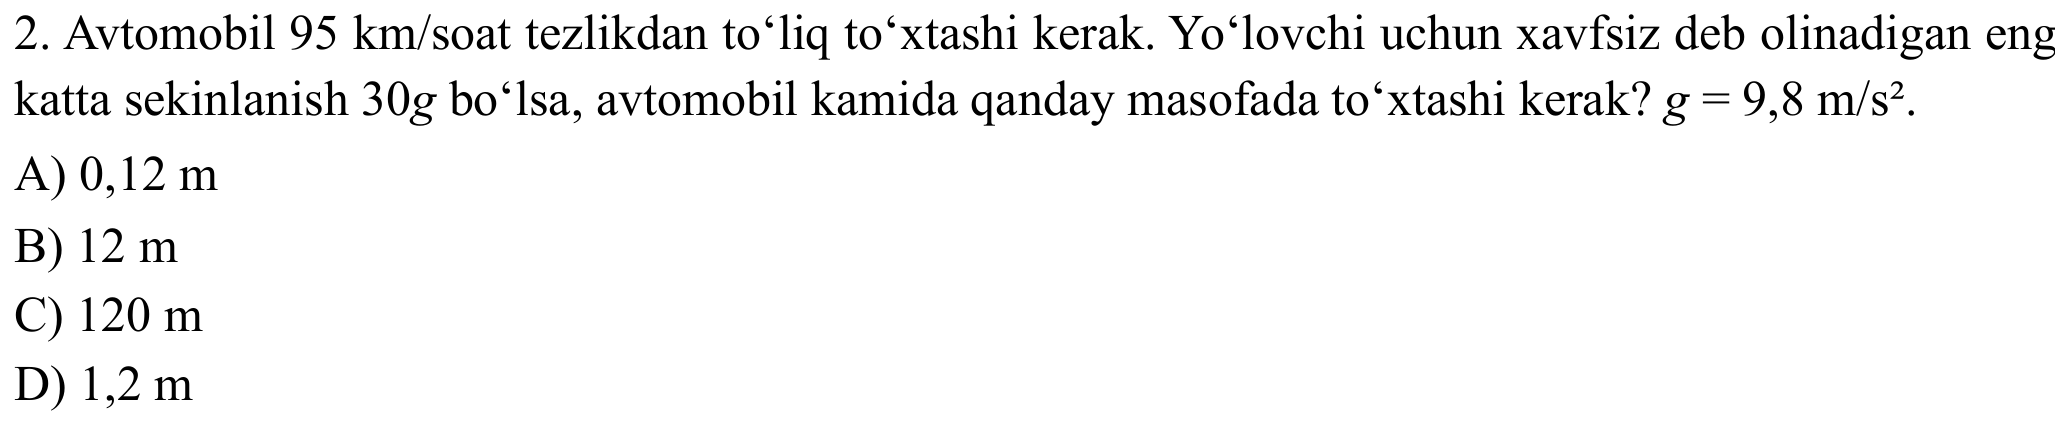 2. Avtomobil 95 km/soat tezlikdan to‘liq to‘xtashi kerak. Yo‘lovchi uchun xavfsiz deb olinadigan eng
katta sekinlanish 30g bo‘lsa, avtomobil kamida qanday masofada to‘xtashi kerak? g = 9,8 m/s².
A) 0,12 m
B) 12 m
C) 120 m
D) 1,2 m